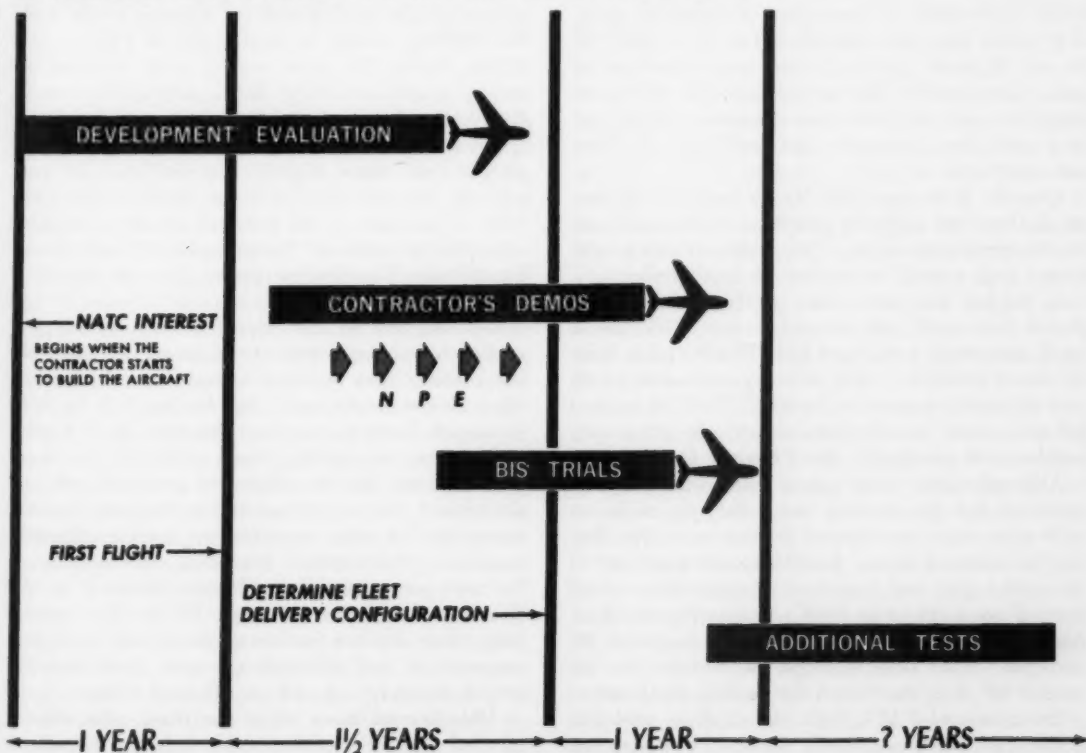 DEVELOPMENT EVALUATION
CONTRACTOR'S DEMOS
NATC INTEREST
BEGINS WHEN THE
CONTRACTOR STARTS
TO BUILD THE AIRCRAFT
N P E
BIS TRIALS
FIRST FLIGHT
DETERMINE FLEET
DELIVERY CONFIGURATION
ADDITIONAL TESTS
1 YEAR 1½ YEARS 1 YEAR ? YEARS